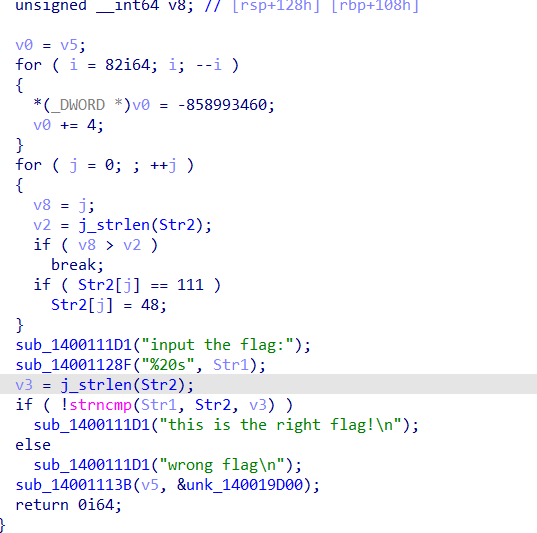 unsigned __int64 v8; // [rsp+128h] [rbp+108h]
v0 = v5;
for ( i = 82i64; i; --i )
{
*(_DWORD *)v0 = -858993460;
v0 += 4;
}
for ( j = 0; ; ++j )
{
v8 = j;
v2 = j_strlen(Str2);
if ( v8 > v2 )
break;
if ( Str2[j] == 111 )
Str2[j] = 48;
}
sub_1400111D1("input the flag:");
sub_14001128F("%20s", Str1);
v3 = j_strlen(Str2);
if ( !strncmp(Str1, Str2, v3) )
sub_1400111D1("this is the right flag!\n");
else
sub_1400111D1("wrong flag\n");
sub_14001113B(v5, &unk_140019D00);
return 0i64;
}